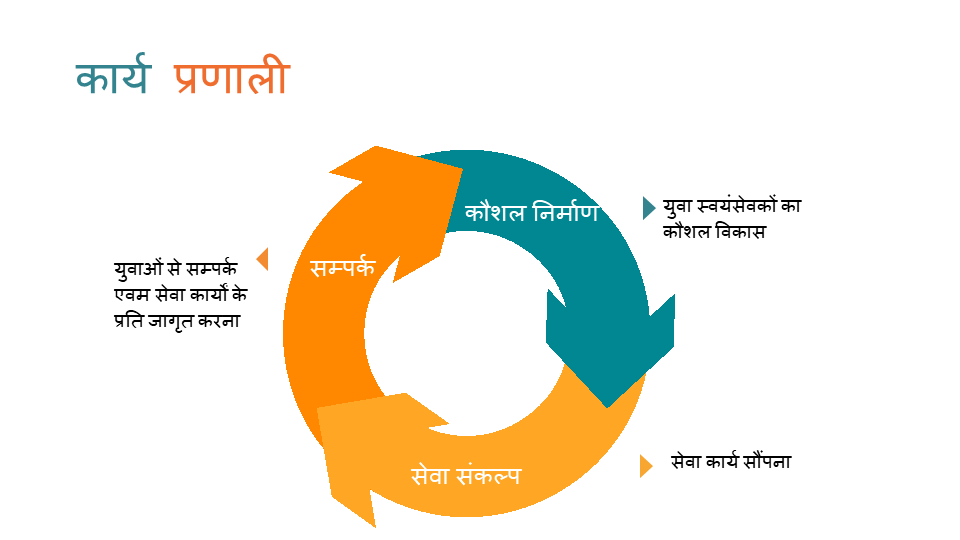 कार्य प्रणाली
कौशल निर्माण
युवा स्वयंसेवकों का
कौशल विकास
सम्पर्क
युवाओं से सम्पर्क
एवम सेवा कार्यों के
प्रति जागृत करना
सेवा संकल्प
सेवा कार्य सौंपना